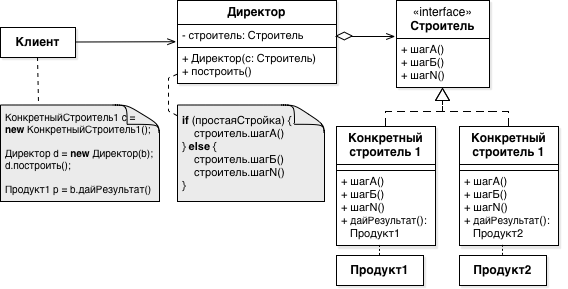 Клиент
Директор
- строитель: Строитель
+ Директор(c: Строитель)
+ построить()
«interface»
Строитель
+ шагА()
+ шагБ()
+ шагN()
КонкретныйСтроитель1 c =
new КонкретныйСтроитель1();
Директор d = new Директор(b);
d.построить();
Продукт1 p = b.дайРезультат()
if (простаяСтройка) {
строитель.шагА()
} else {
строитель.шагБ()
строитель.шагN()
}
Конкретный
строитель 1
+ шагА()
+ шагБ()
+ шагN()
+ дайРезультат():
Продукт1
Конкретный
строитель 1
+ шагА()
+ шагБ()
+ шагN()
+ дайРезультат():
Продукт2
Продукт1
Продукт2